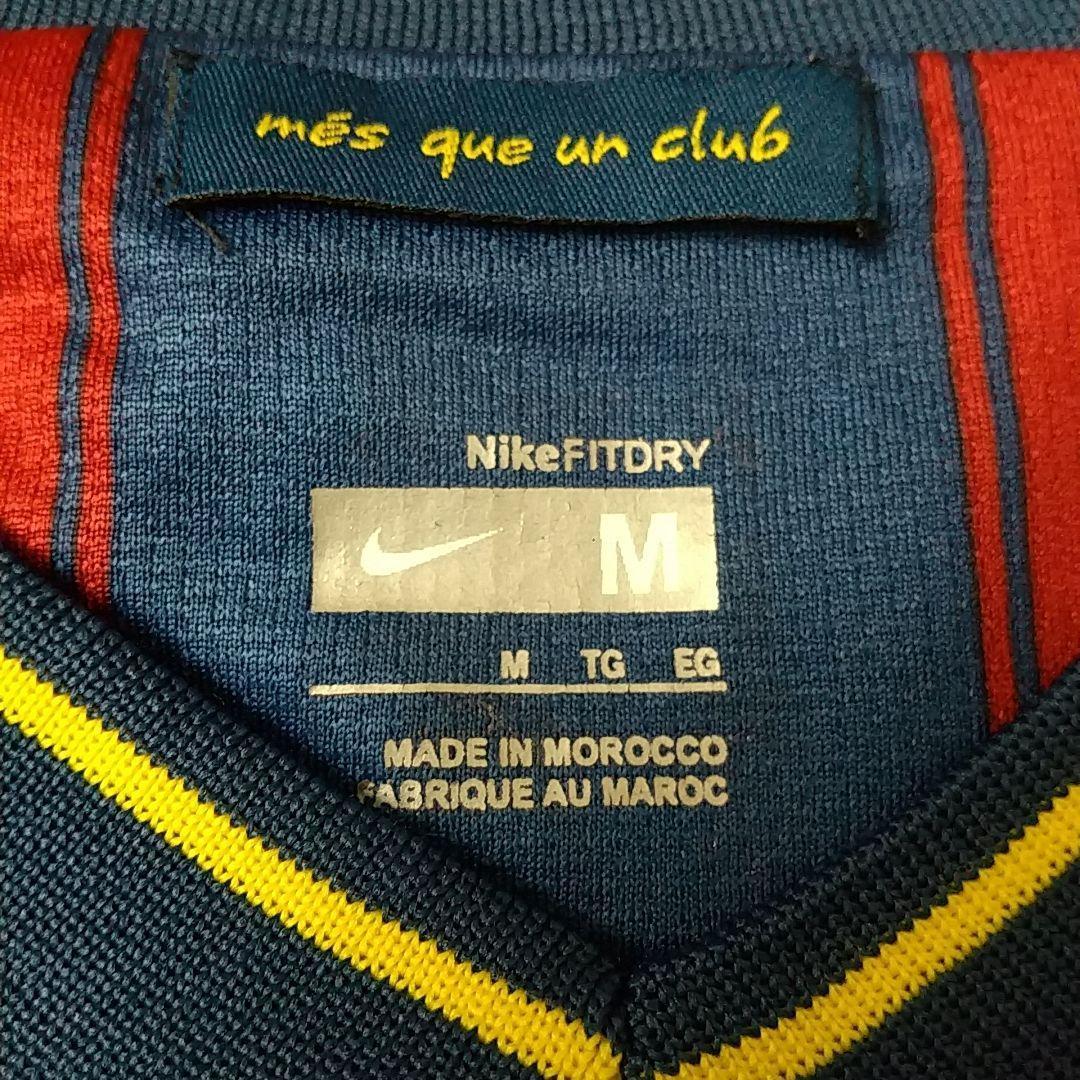 més que un club
NikeFITDRY
M
M TG EG
MADE IN MOROCCO
FABRIQUE AU MAROC